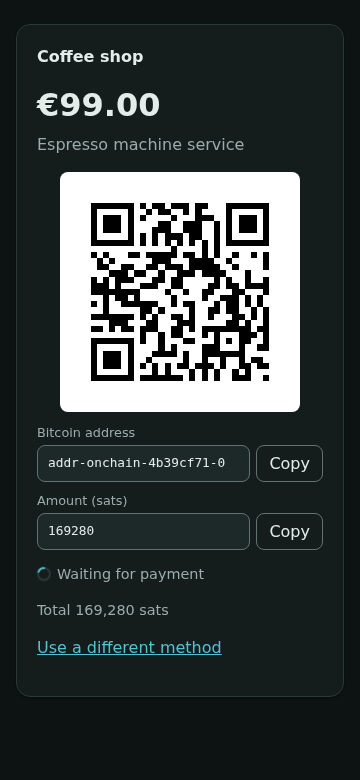 Coffee shop
€99.00
Espresso machine service
Bitcoin address
addr-onchain-4b39cf71-0
Copy
Amount (sats)
169280
Copy
Waiting for payment
Total 169,280 sats
Use a different method